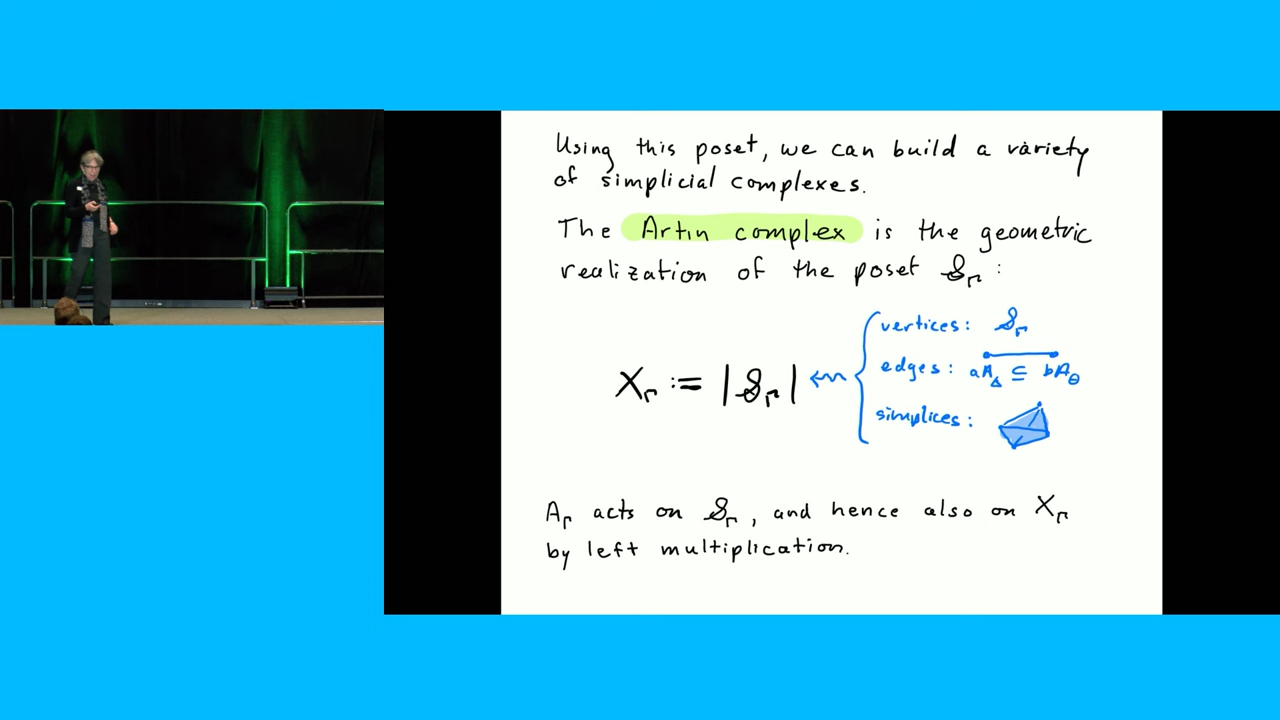 Using this poset, we can build a variety
of simplicial complexes.
The Artin complex is the geometric
realization of the poset 𝒮_Γ :
X_Γ := |𝒮_Γ|
vertices: 𝒮_Γ
edges: aA_Δ ⊆ bA_Θ
simplices:
A_Γ acts on 𝒮_Γ, and hence also on X_Γ
by left multiplication.